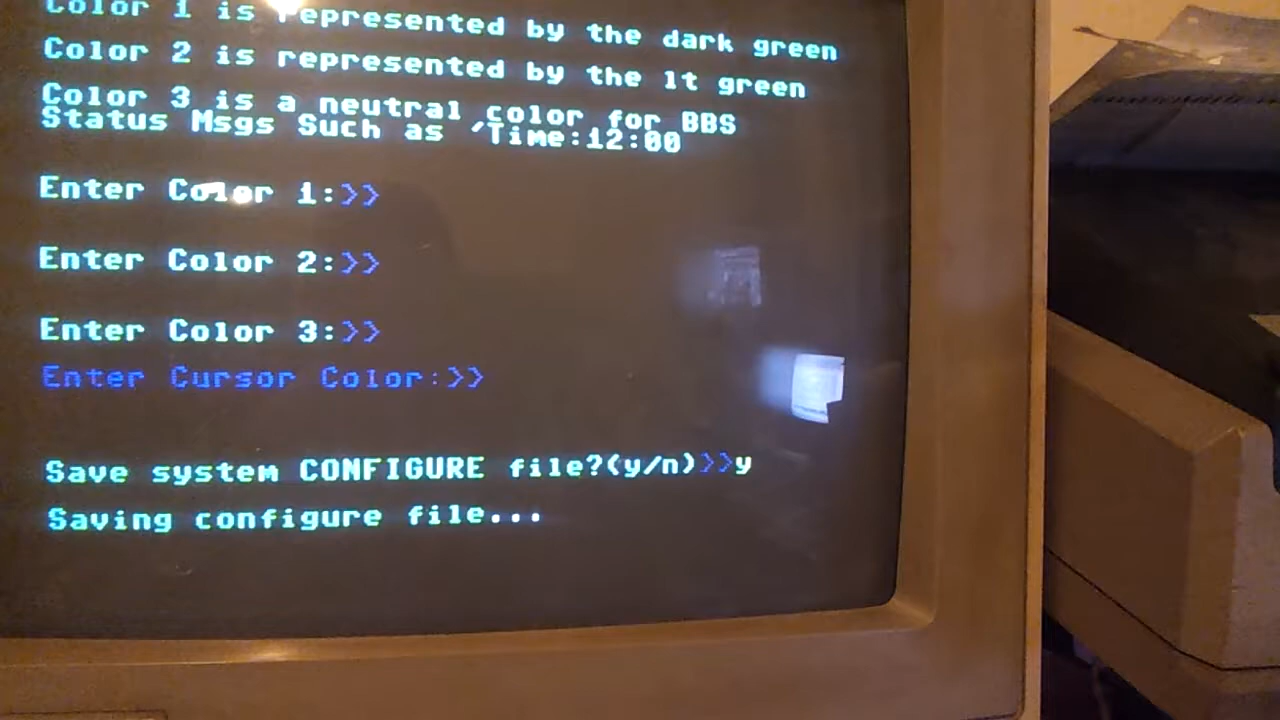 Color 1 is represented by the dark green
Color 2 is represented by the lt green
Color 3 is a neutral color for BBS
Status Msgs Such as 'Time:12:00
Enter Color 1:>>
Enter Color 2:>>
Enter Color 3:>>
Enter Cursor Color:>>
Save system CONFIGURE file?(y/n)>>y
Saving configure file...